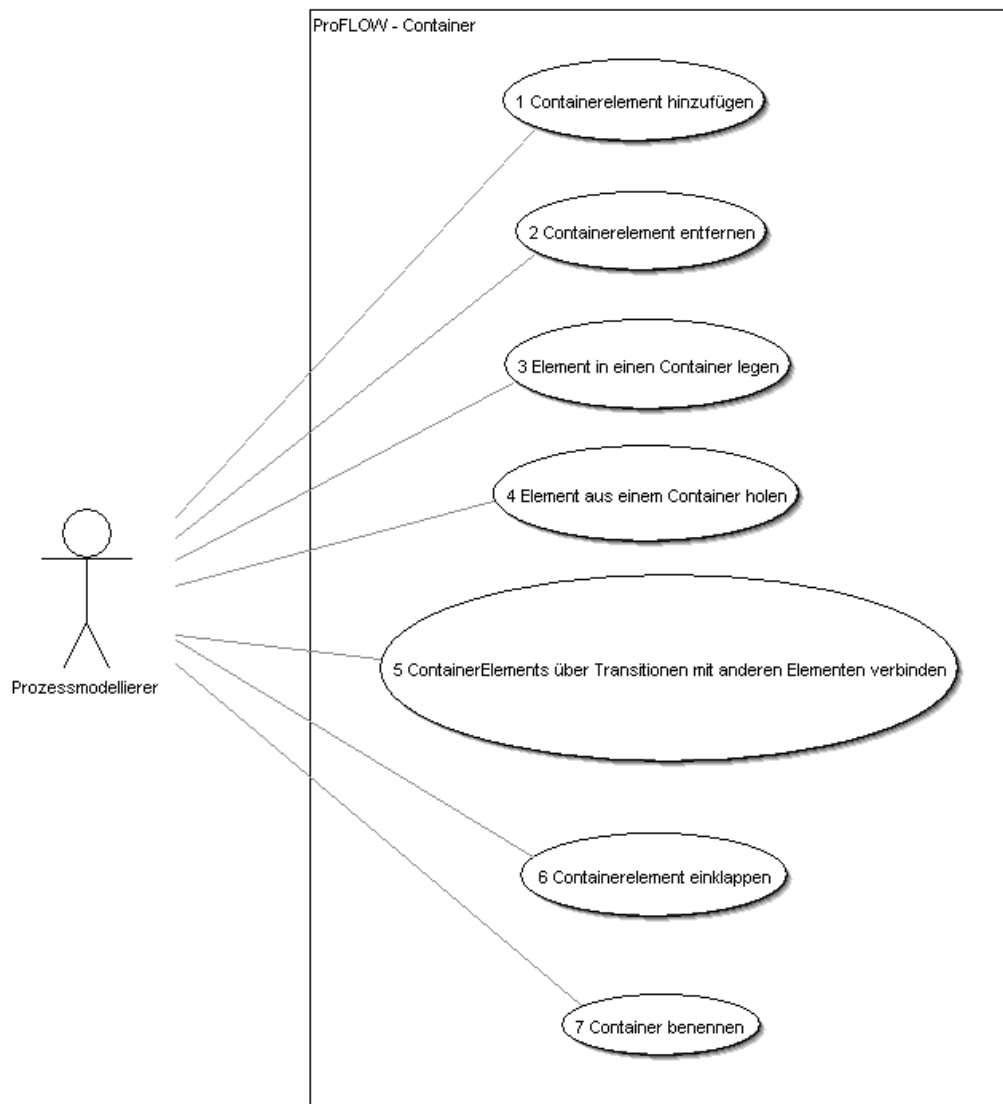 ProFLOW - Container
1 Containerelement hinzufügen
2 Containerelement entfernen
3 Element in einen Container legen
4 Element aus einem Container holen
5 ContainerElements über Transitionen mit anderen Elementen verbinden
Prozessmodellierer
6 Containerelement einklappen
7 Container benennen